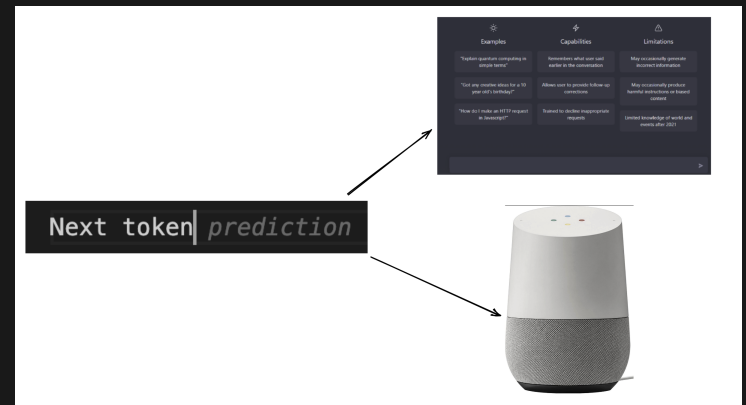 Next token prediction
Examples
Capabilities
Limitations
"Explain quantum computing in
simple terms"
Remembers what user said
earlier in the conversation
May occasionally generate
incorrect information
"Got any creative ideas for a 10
year old's birthday?"
Allows user to provide follow-up
corrections
May occasionally produce
harmful instructions or biased
content
"How do I make an HTTP request
in Javascript?"
Trained to decline inappropriate
requests
Limited knowledge of world and
events after 2021